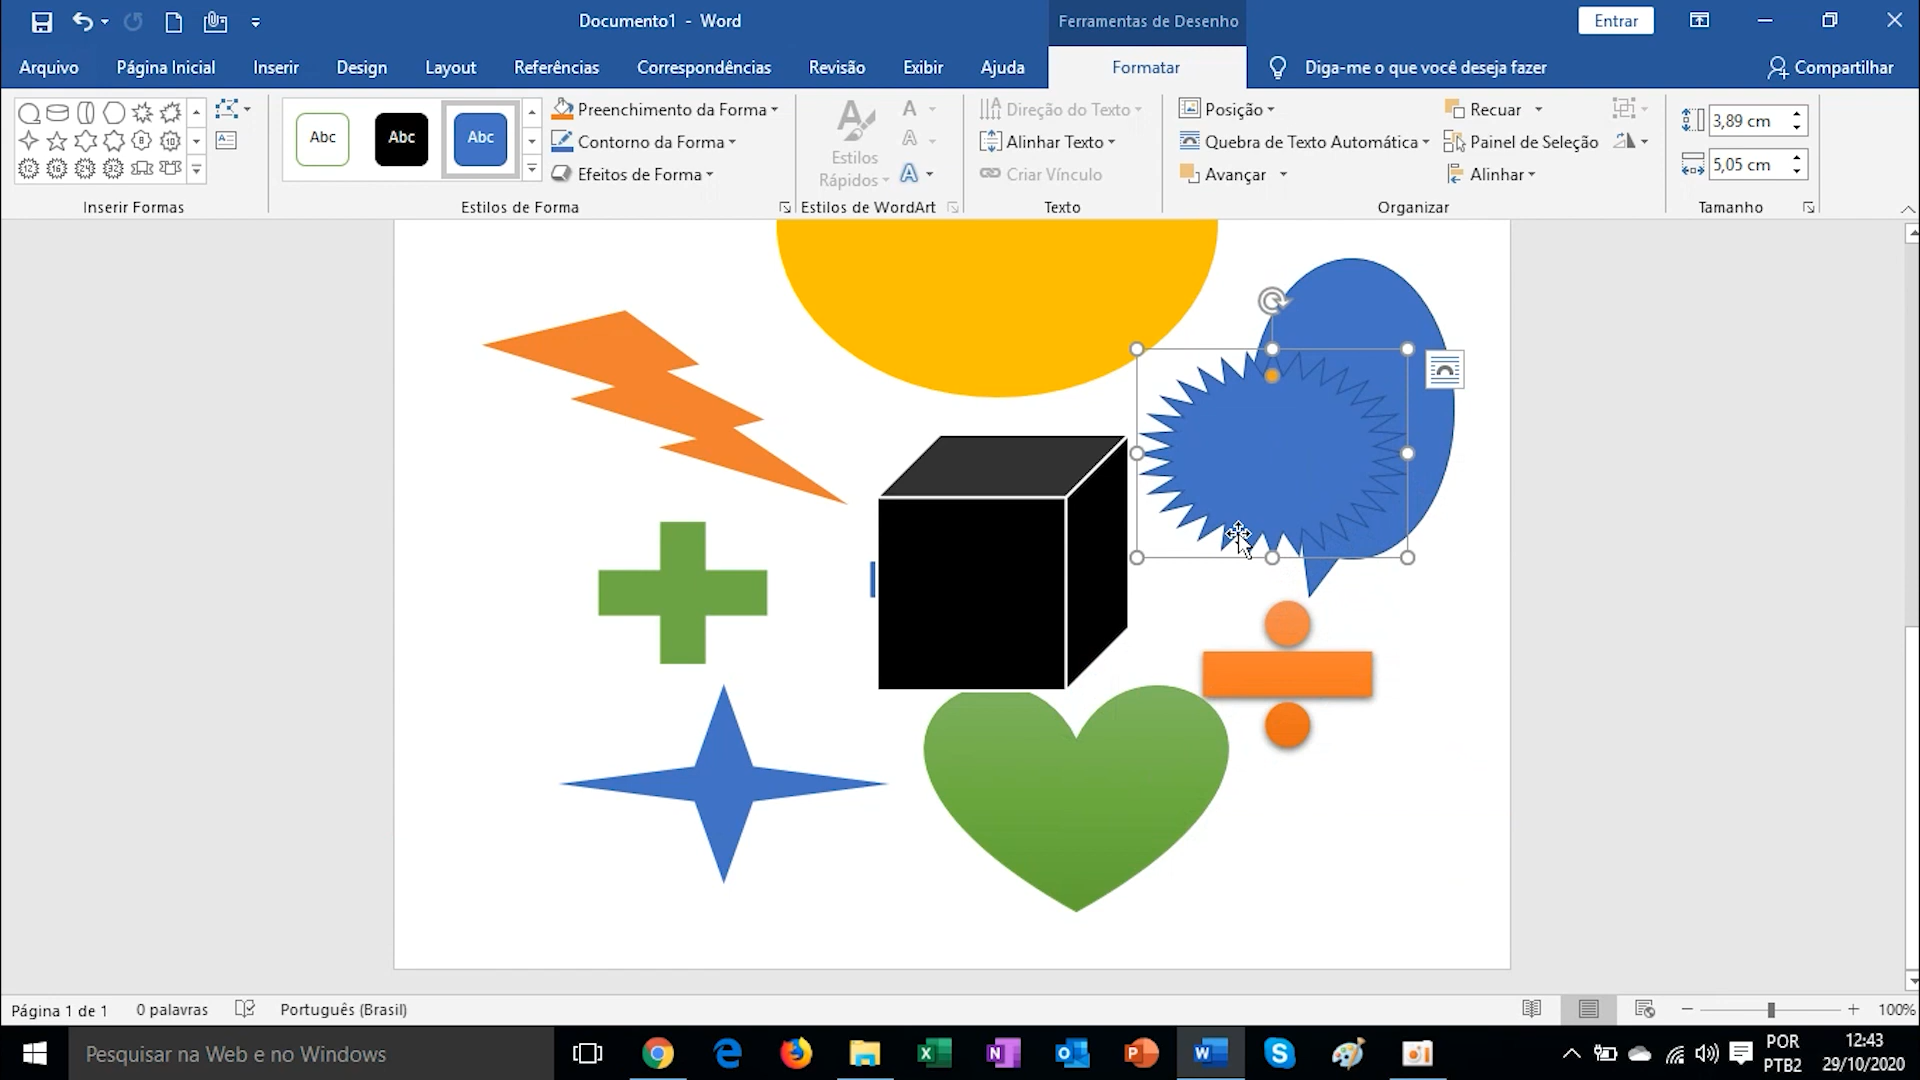 Documento1 - Word
Ferramentas de Desenho
Entrar
Arquivo
Página Inicial
Inserir
Design
Layout
Referências
Correspondências
Revisão
Exibir
Ajuda
Formatar
Diga-me o que você deseja fazer
Compartilhar
Abc
Abc
Abc
Preenchimento da Forma
Contorno da Forma
Efeitos de Forma
Estilos
Rápidos
Direção do Texto
Alinhar Texto
Criar Vínculo
Posição
Quebra de Texto Automática
Avançar
Recuar
Painel de Seleção
Alinhar
3,89 cm
5,05 cm
Inserir Formas
Estilos de Forma
Estilos de WordArt
Texto
Organizar
Tamanho
Página 1 de 1
0 palavras
Português (Brasil)
100%
Pesquisar na Web e no Windows
POR
PTB2
12:43
29/10/2020